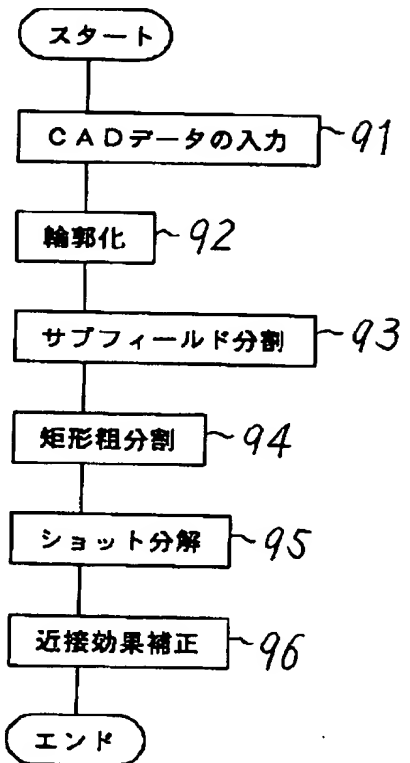 スタート
CADデータの入力 91
輪郭化 92
サブフィールド分割 93
矩形粗分割 94
ショット分解 95
近接効果補正 96
エンド